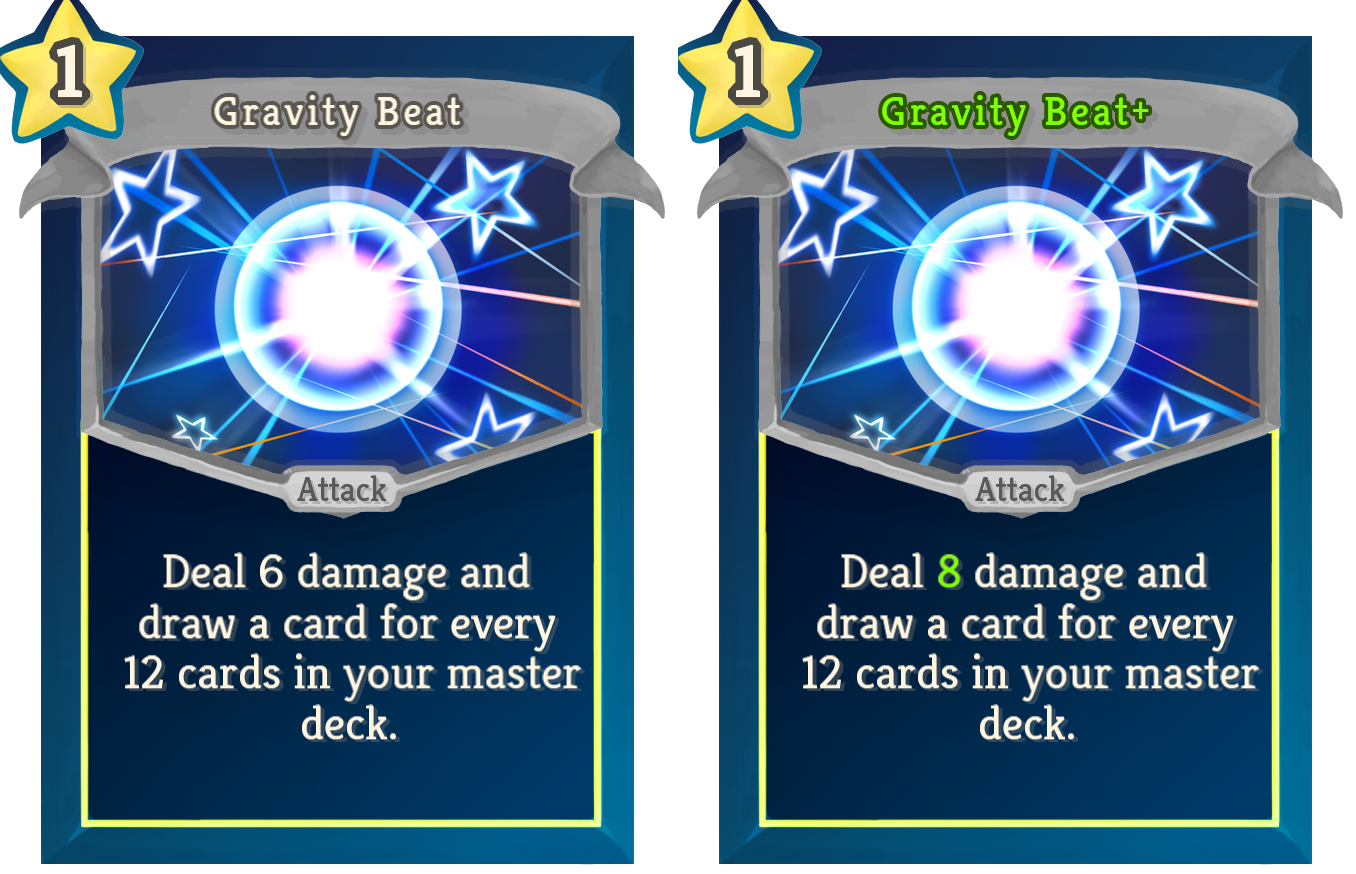 1
Gravity Beat
Attack
Deal 6 damage and
draw a card for every
12 cards in your master
deck.
1
Gravity Beat+
Attack
Deal 8 damage and
draw a card for every
12 cards in your master
deck.